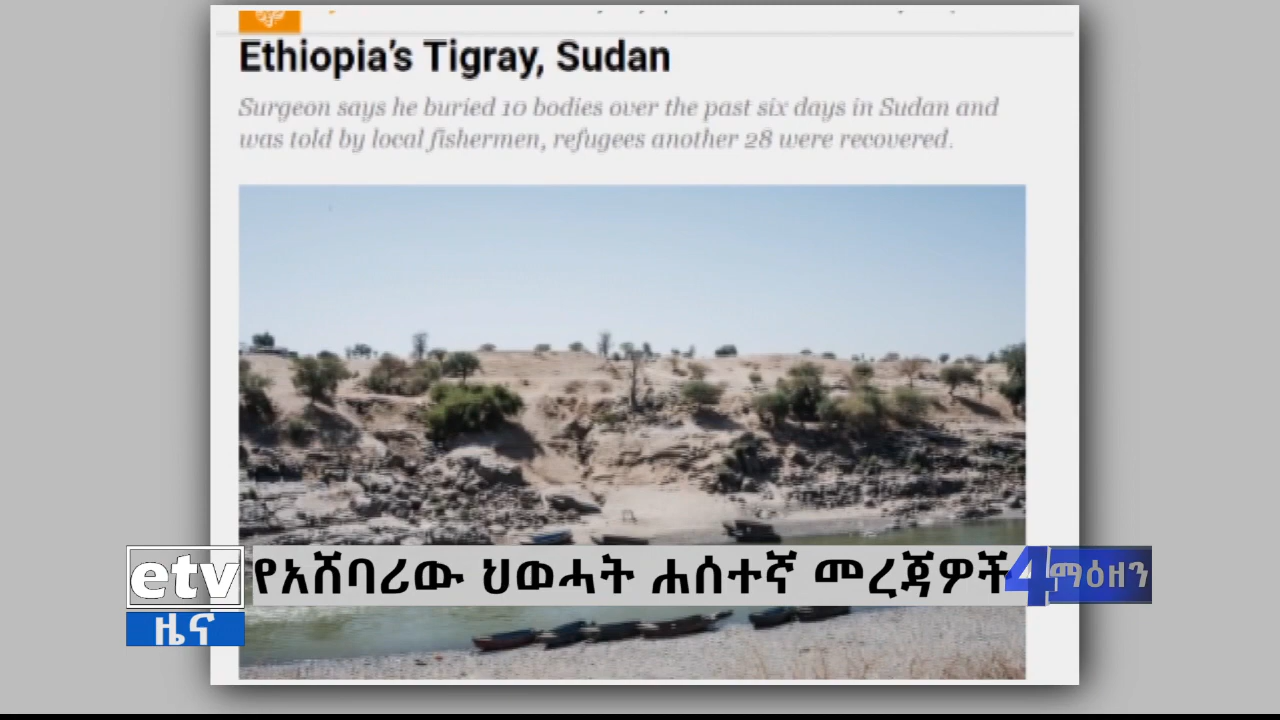 Ethiopia’s Tigray, Sudan
Surgeon says he buried 10 bodies over the past six days in Sudan and
was told by local fishermen, refugees another 28 were recovered.
etv
ዜና
የአሸባሪው ህወሓት ሐሰተኛ መረጃዎች
4 ማዕዘን